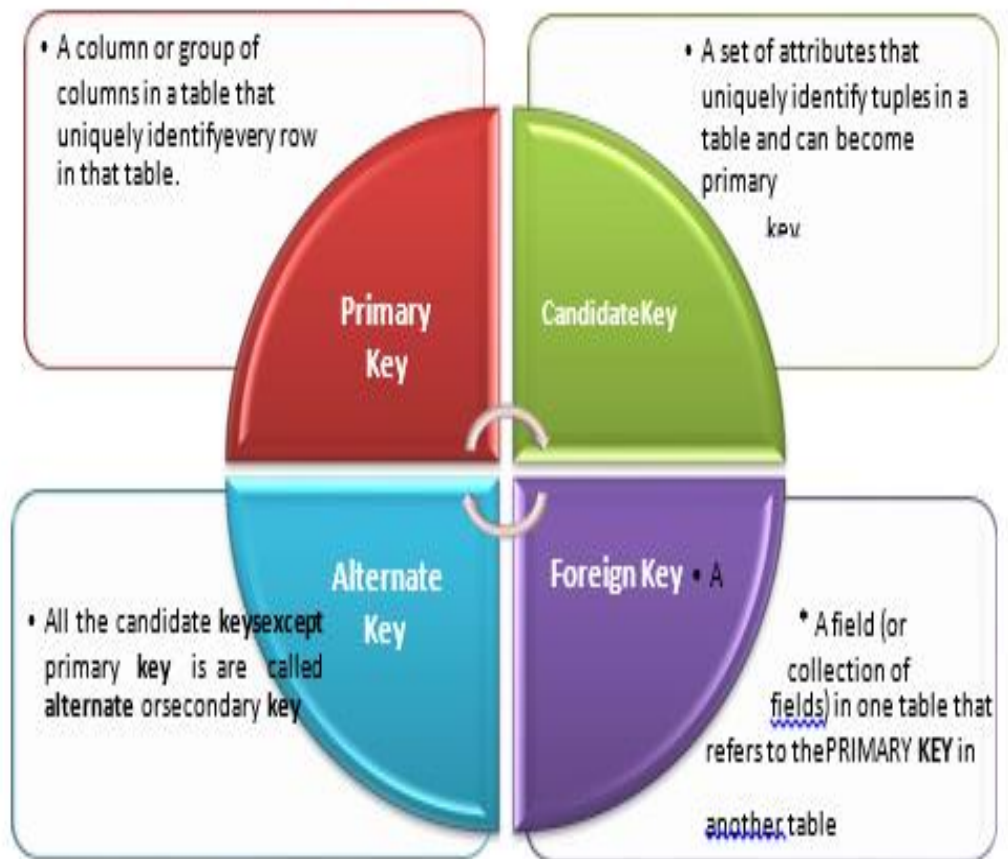 • A column or group of
columns in a table that
uniquely identifyevery row
in that table.
• A set of attributes that
uniquely identify tuples in a
table and can become
primary
key
Primary
Key
CandidateKey
Alternate
Key
Foreign Key • A
• All the candidate keysexcept
primary key is are called
alternate orsecondary key
• A field (or
collection of
fields) in one table that
refers to thePRIMARY KEY in
another table